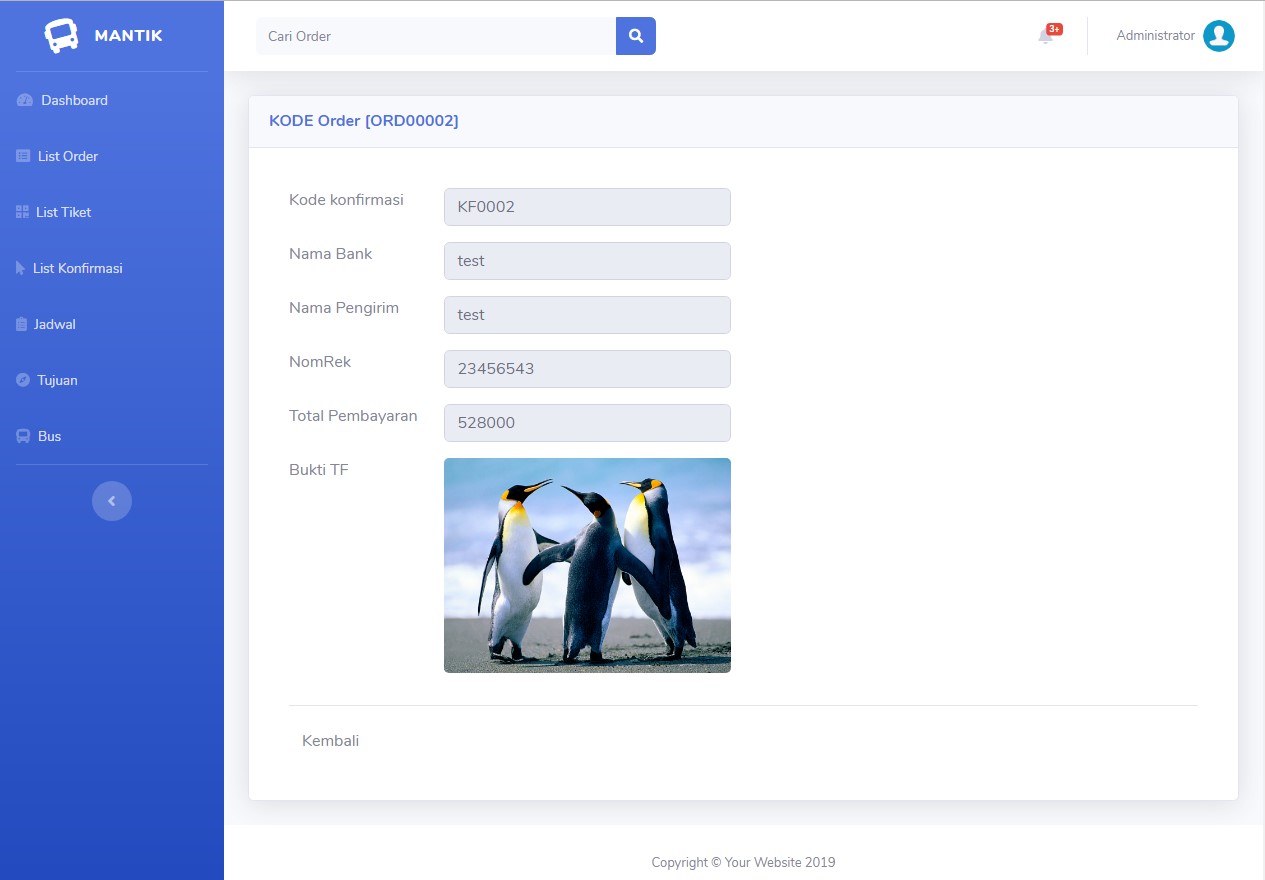 MANTIK
Cari Order
3+
Administrator
Dashboard
List Order
List Tiket
List Konfirmasi
Jadwal
Tujuan
Bus
KODE Order [ORD00002]
Kode konfirmasi KF0002
Nama Bank test
Nama Pengirim test
NomRek 23456543
Total Pembayaran 528000
Bukti TF
Kembali
Copyright © Your Website 2019